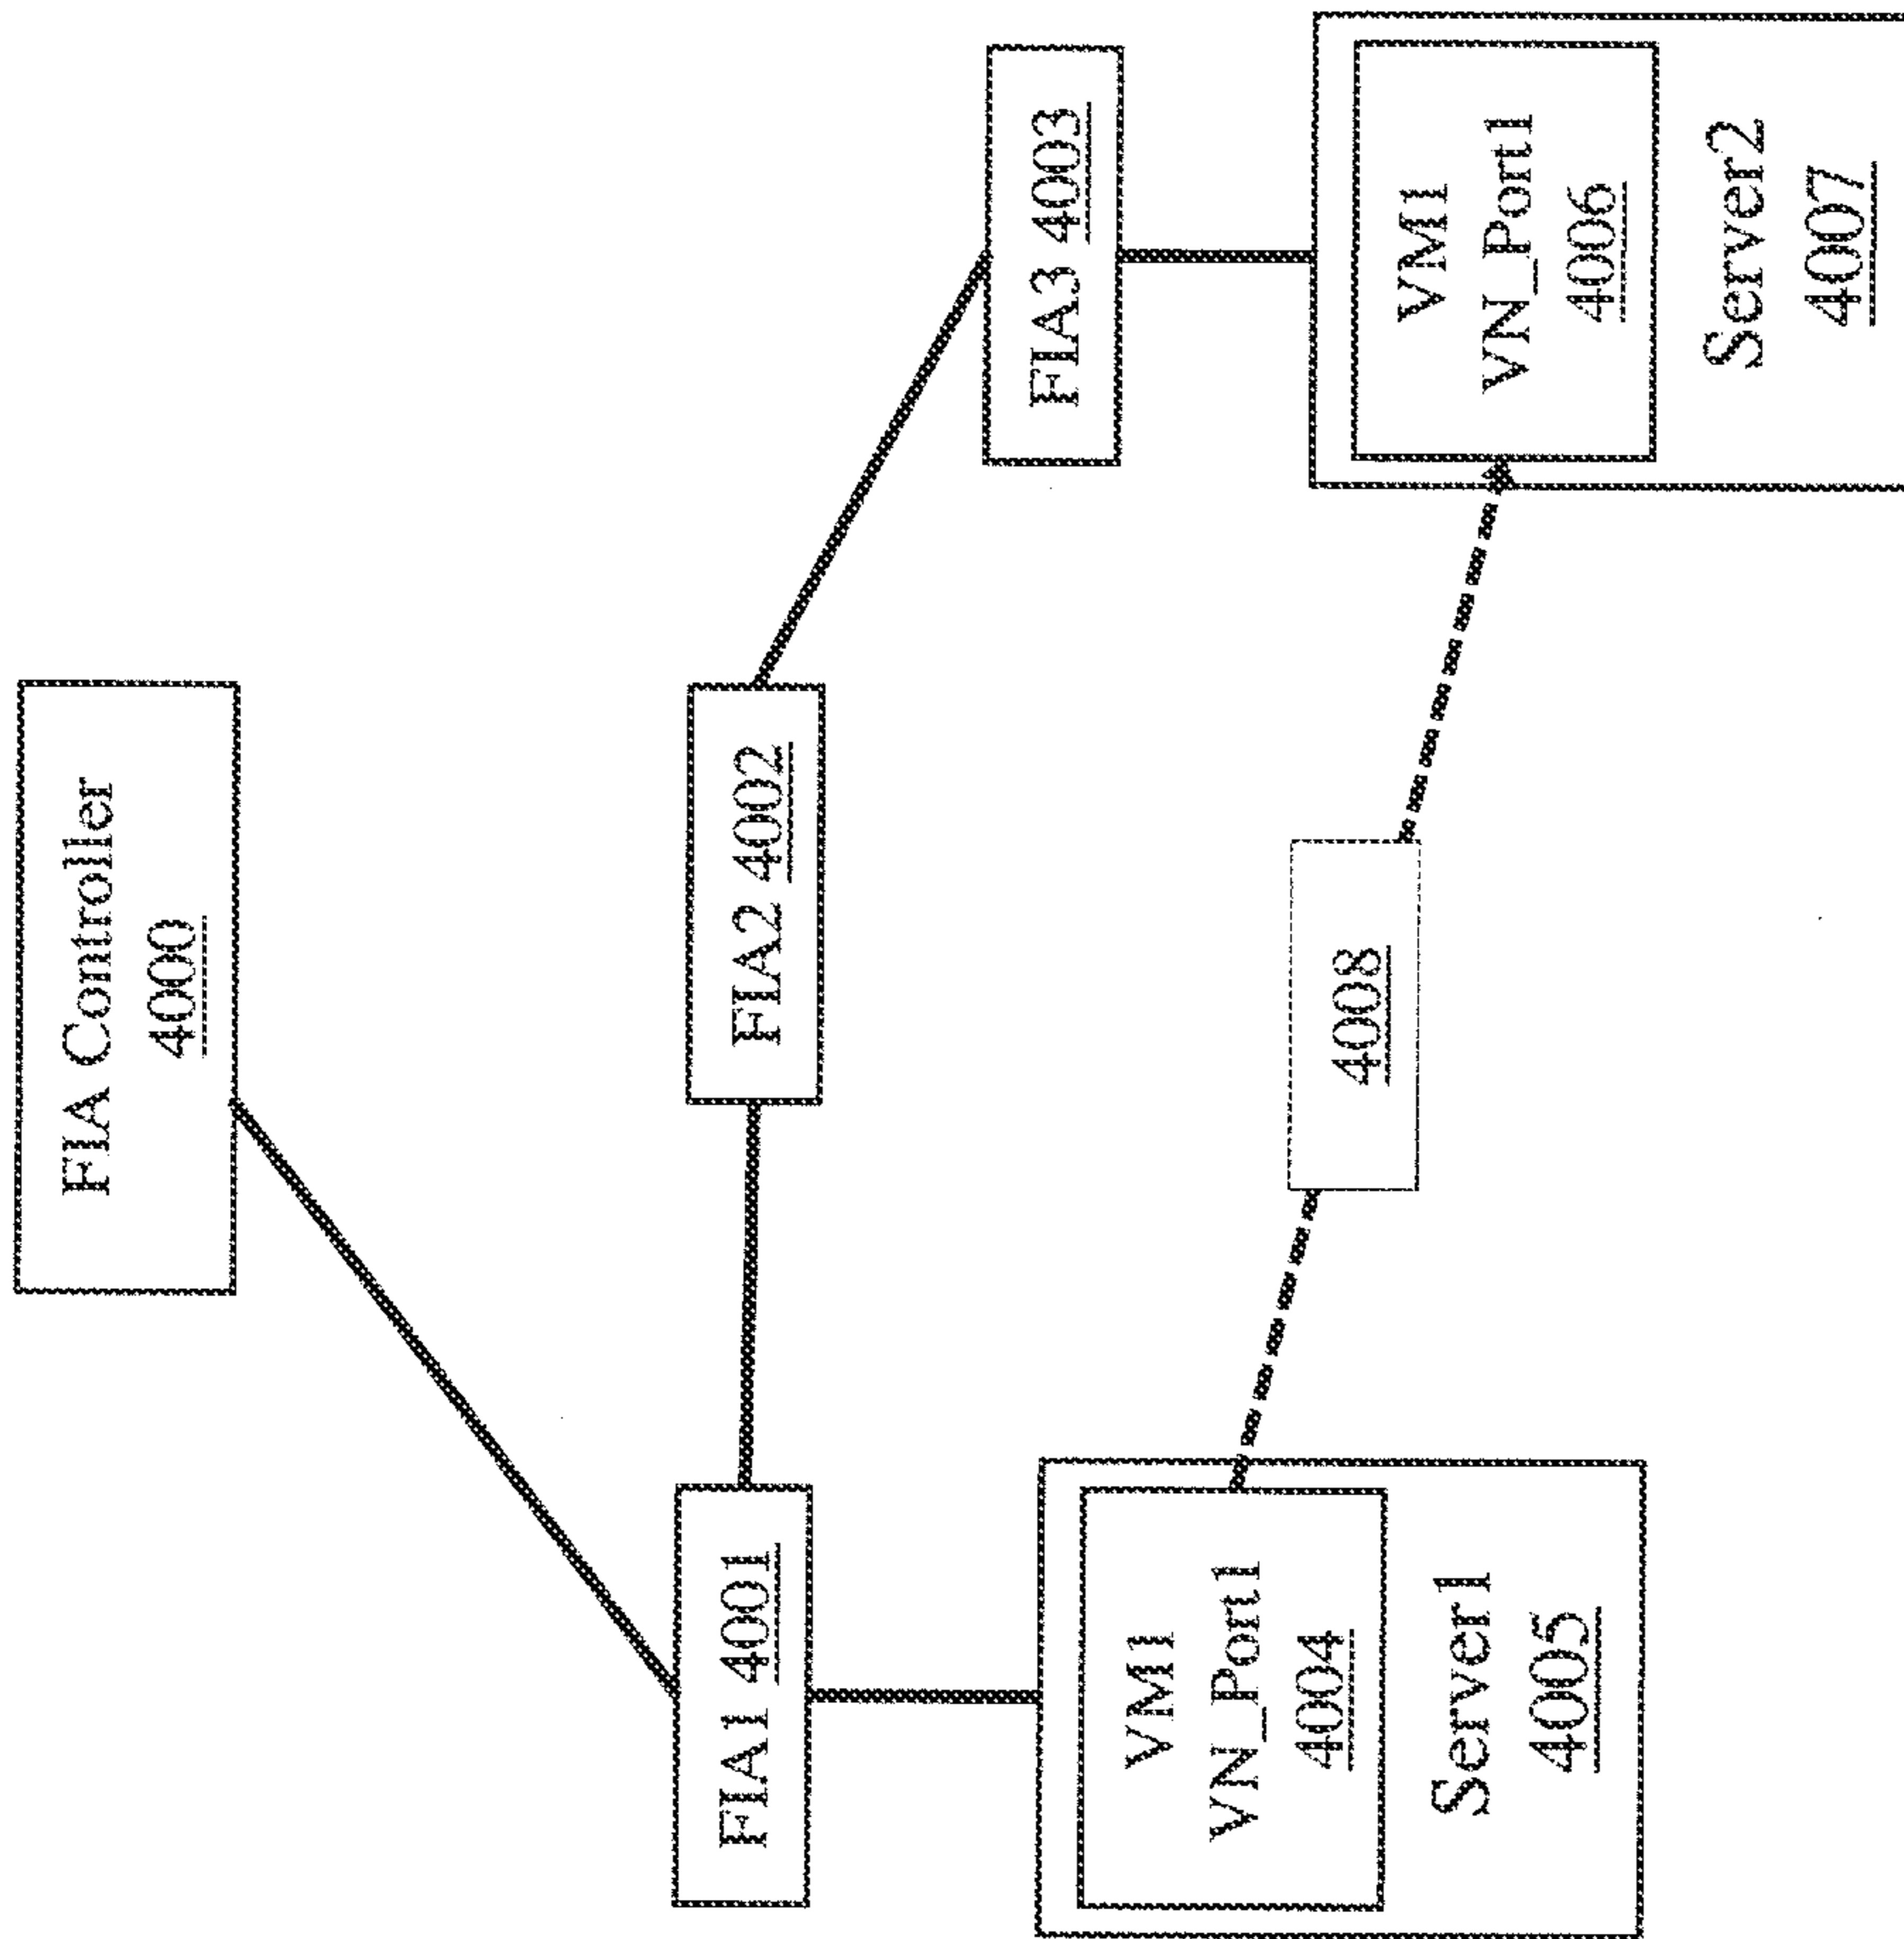 FIA Controller
4000
FIA1 4001
FIA2 4002
FIA3 4003
VM1
VN_Port1
4004
Server1
4005
4008
VM1
VN_Port1
4006
Server2
4007